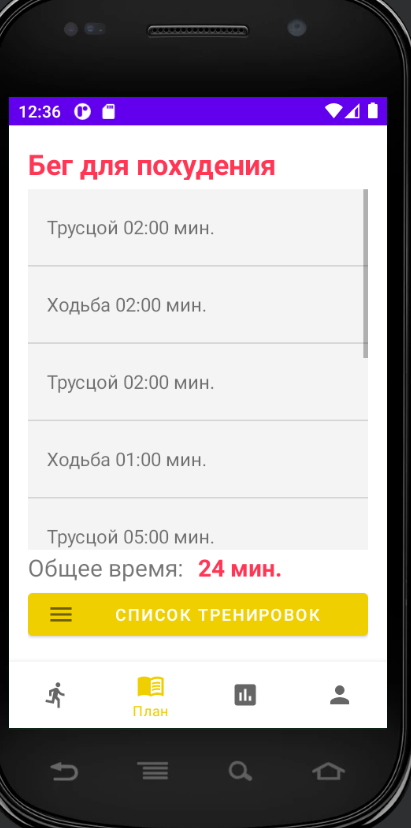 12:36
Бег для похудения
Трусцой 02:00 мин.
Ходьба 02:00 мин.
Трусцой 02:00 мин.
Ходьба 01:00 мин.
Трусцой 05:00 мин.
Общее время: 24 мин.
СПИСОК ТРЕНИРОВОК
План